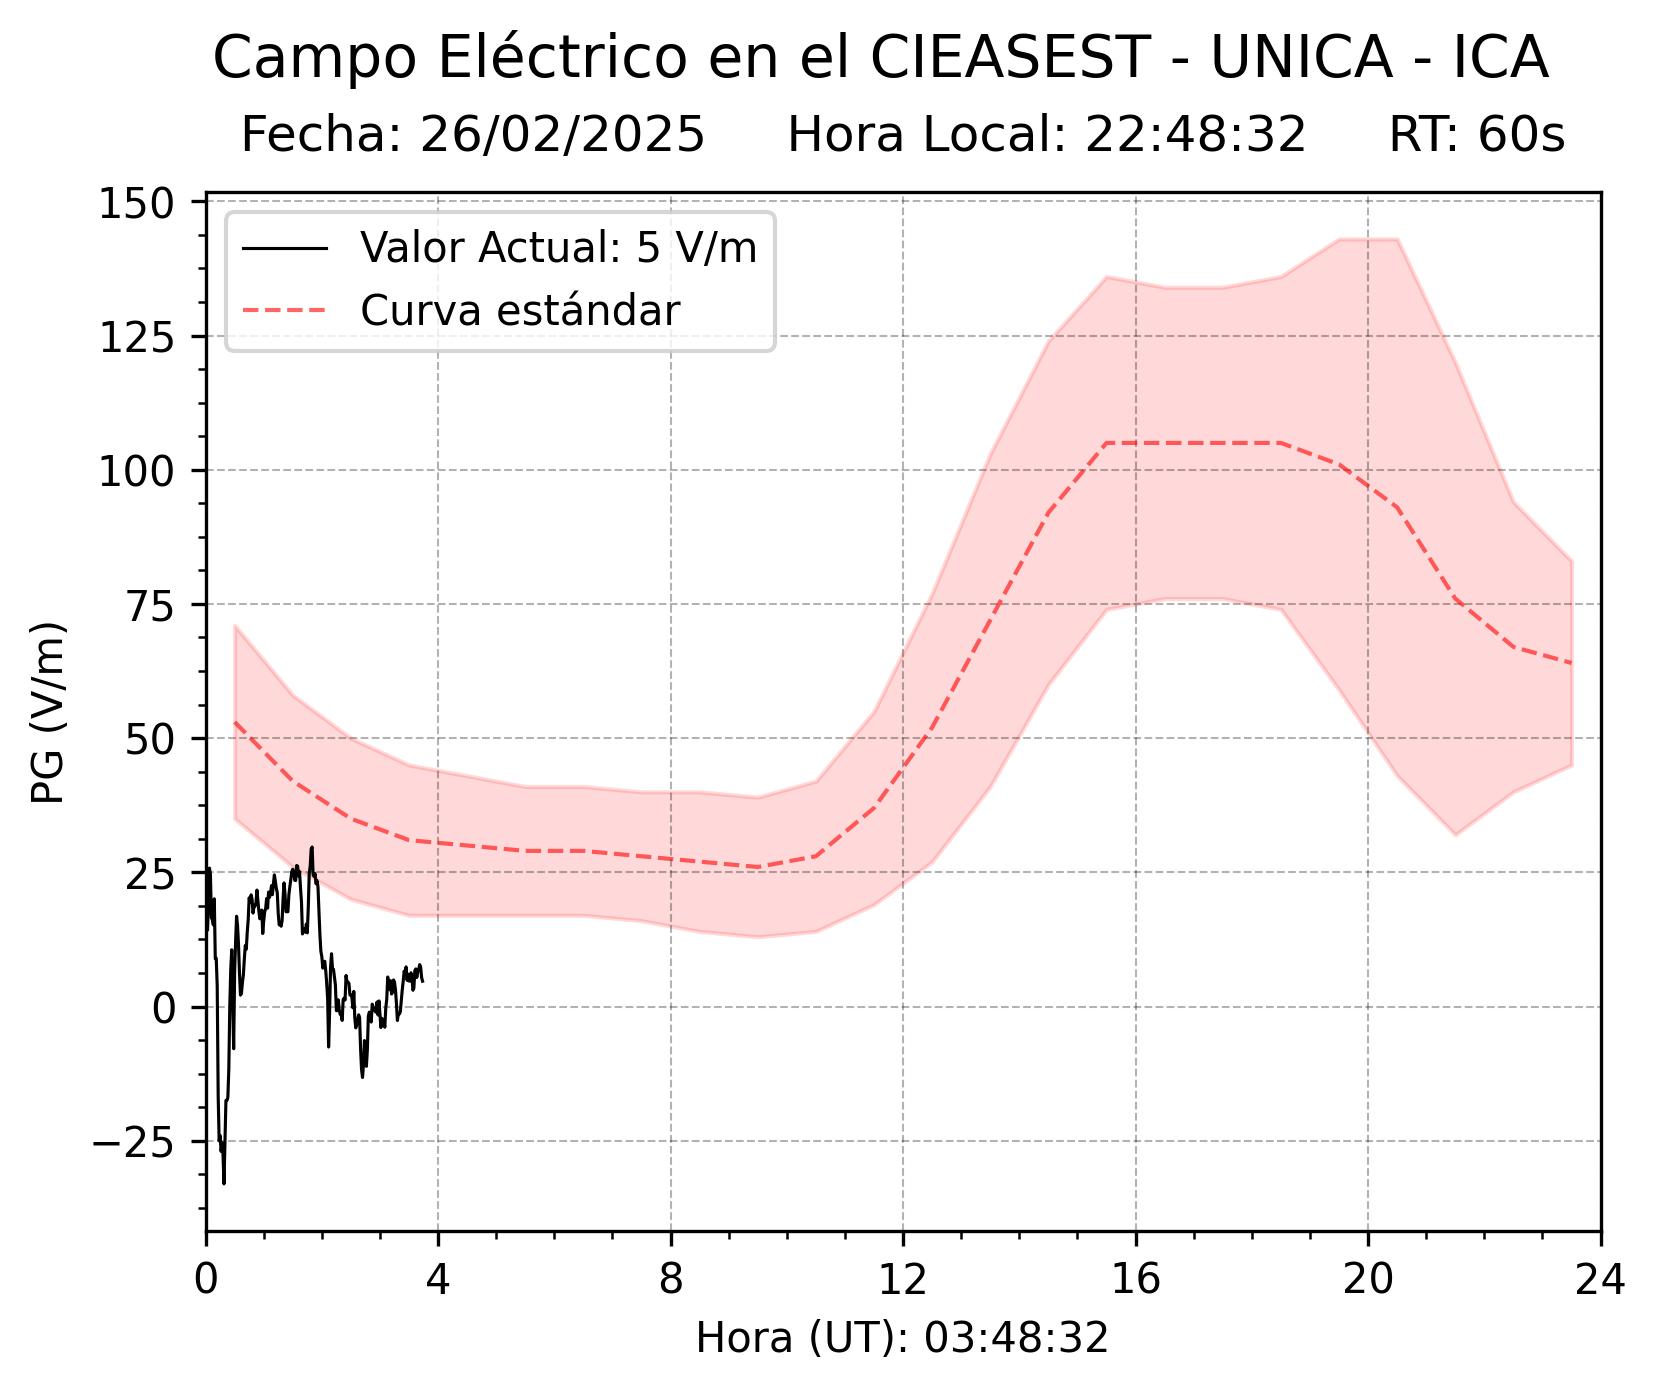 Campo Eléctrico en el CIEASEST - UNICA - ICA
Fecha: 26/02/2025 Hora Local: 22:48:32 RT: 60s
Valor Actual: 5 V/m
Curva estándar
PG (V/m)
150
125
100
75
50
25
0
−25
0 4 8 12 16 20 24
Hora (UT): 03:48:32